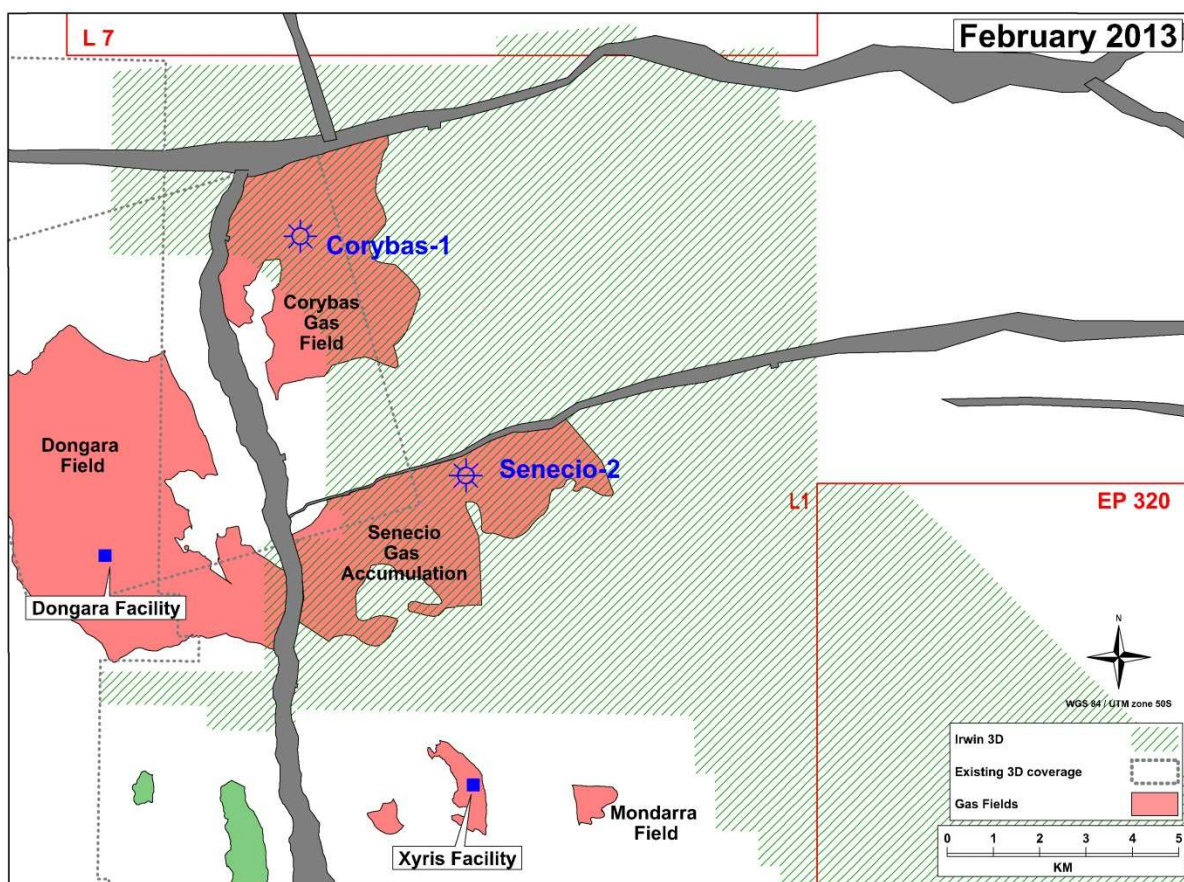 L 7
February 2013
Corybas-1
Corybas
Gas
Field
Dongara
Field
Senecio-2
L1
EP 320
Senecio
Gas
Accumulation
Dongara Facility
N
WGS 84 / UTM zone 50S
Irwin 3D
Existing 3D coverage
Gas Fields
Mondarra
Field
Xyris Facility
0 1 2 3 4 5
KM